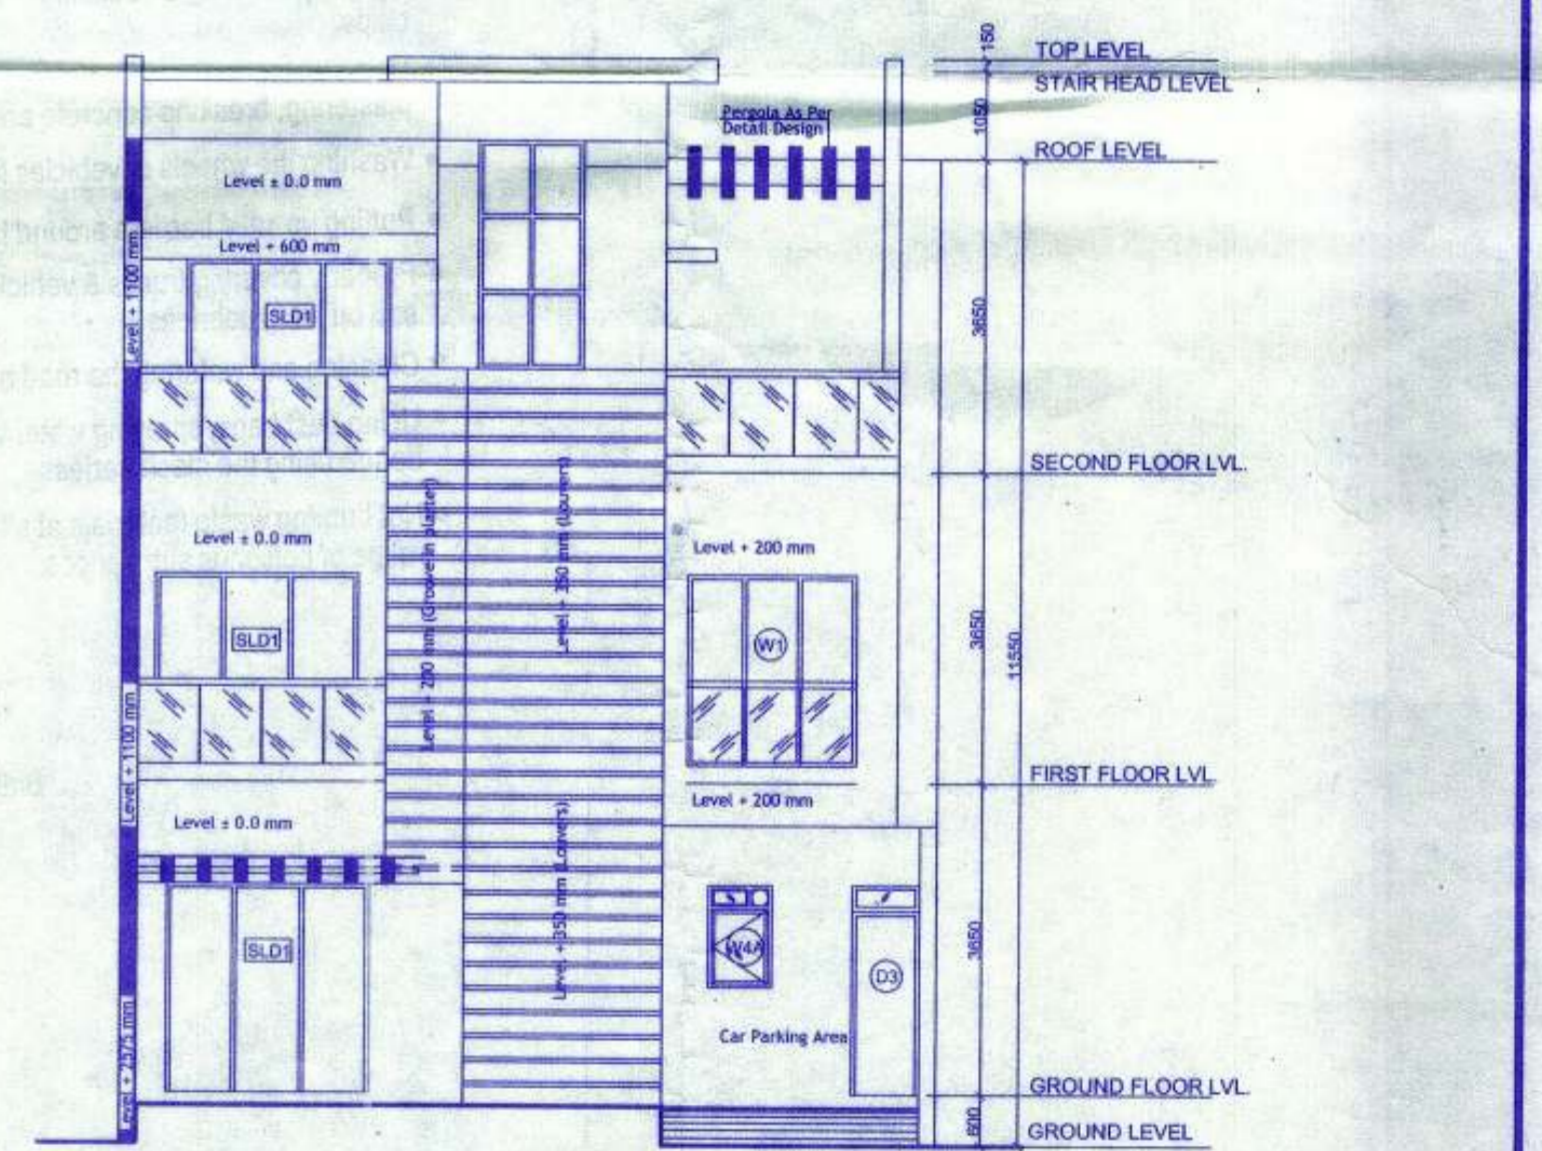 150
TOP LEVEL
STAIR HEAD LEVEL
Pergola As Per
Detail Design
1050
ROOF LEVEL
Level ± 0.0 mm
Level + 600 mm
Level + 1100 mm
SLD1
3650
SECOND FLOOR LVL.
Level ± 0.0 mm
Level + 200 mm (Groove in plaster)
Level + 350 mm (Louvers)
Level + 200 mm
SLD1
W1
3650
11550
Level + 1100 mm
FIRST FLOOR LVL
Level + 200 mm
Level ± 0.0 mm
Level + 350 mm (Louvers)
SLD1
W4A
D3
3650
Car Parking Area
Level + 2575 mm
GROUND FLOOR LVL.
600
GROUND LEVEL